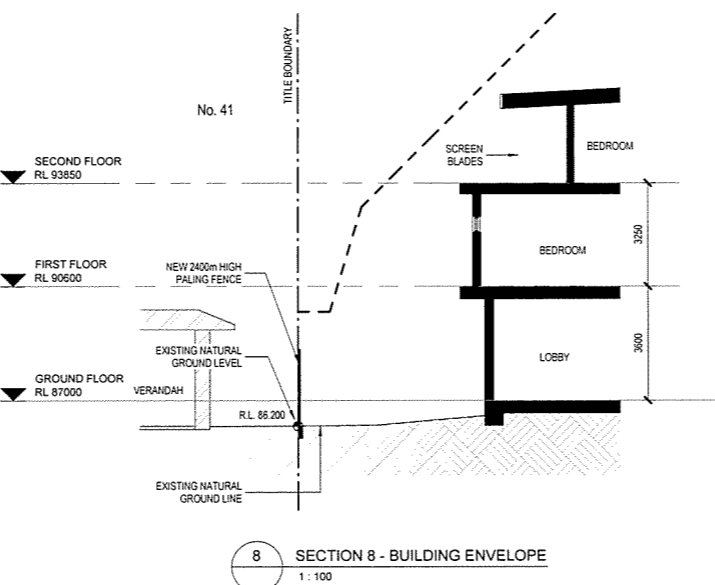 TITLE BOUNDARY
No. 41
SCREEN
BLADES
BEDROOM
SECOND FLOOR
RL 93850
3250
BEDROOM
FIRST FLOOR
RL 90600
NEW 2400m HIGH
PALING FENCE
EXISTING NATURAL
GROUND LEVEL
3600
LOBBY
GROUND FLOOR
RL 87000
VERANDAH
R.L. 86.200
EXISTING NATURAL
GROUND LINE
8
SECTION 8 - BUILDING ENVELOPE
1 : 100